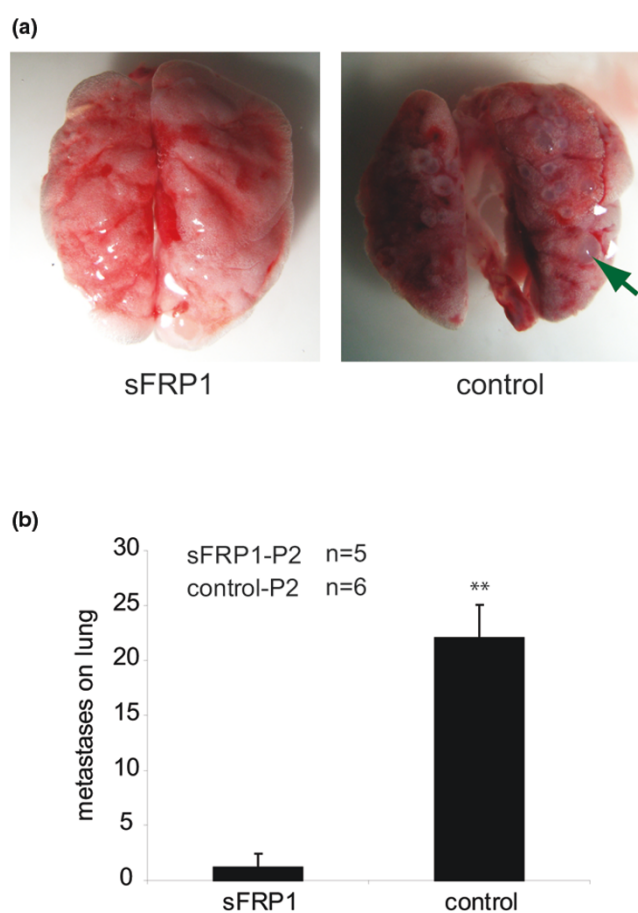 (a)
sFRP1 control
(b)
sFRP1-P2 n=5
control-P2 n=6
**
metastases on lung
30
25
20
15
10
5
0
sFRP1 control